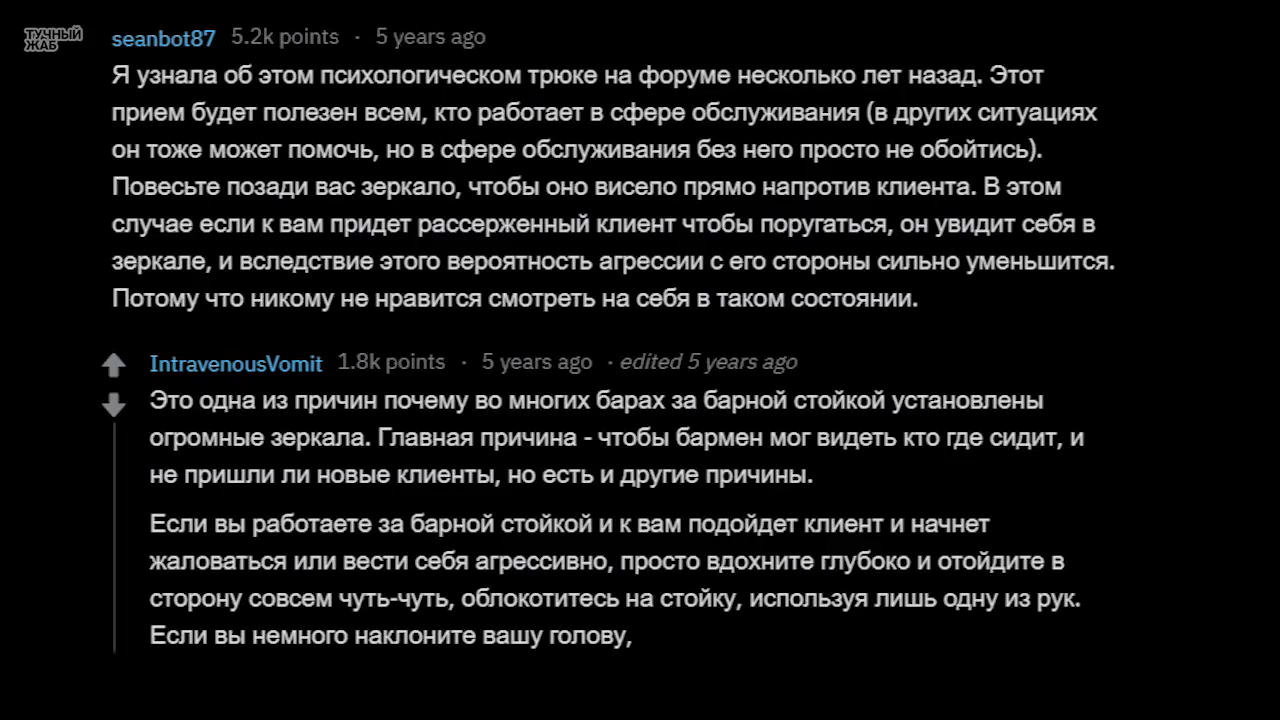 ТУЧНЫЙ
ЖАБ
seanbot87 5.2k points · 5 years ago
Я узнала об этом психологическом трюке на форуме несколько лет назад. Этот
прием будет полезен всем, кто работает в сфере обслуживания (в других ситуациях
он тоже может помочь, но в сфере обслуживания без него просто не обойтись).
Повесьте позади вас зеркало, чтобы оно висело прямо напротив клиента. В этом
случае если к вам придет рассерженный клиент чтобы поругаться, он увидит себя в
зеркале, и вследствие этого вероятность агрессии с его стороны сильно уменьшится.
Потому что никому не нравится смотреть на себя в таком состоянии.
IntravenousVomit 1.8k points · 5 years ago · edited 5 years ago
Это одна из причин почему во многих барах за барной стойкой установлены
огромные зеркала. Главная причина - чтобы бармен мог видеть кто где сидит, и
не пришли ли новые клиенты, но есть и другие причины.
Если вы работаете за барной стойкой и к вам подойдет клиент и начнет
жаловаться или вести себя агрессивно, просто вдохните глубоко и отойдите в
сторону совсем чуть-чуть, облокотитесь на стойку, используя лишь одну из рук.
Если вы немного наклоните вашу голову,